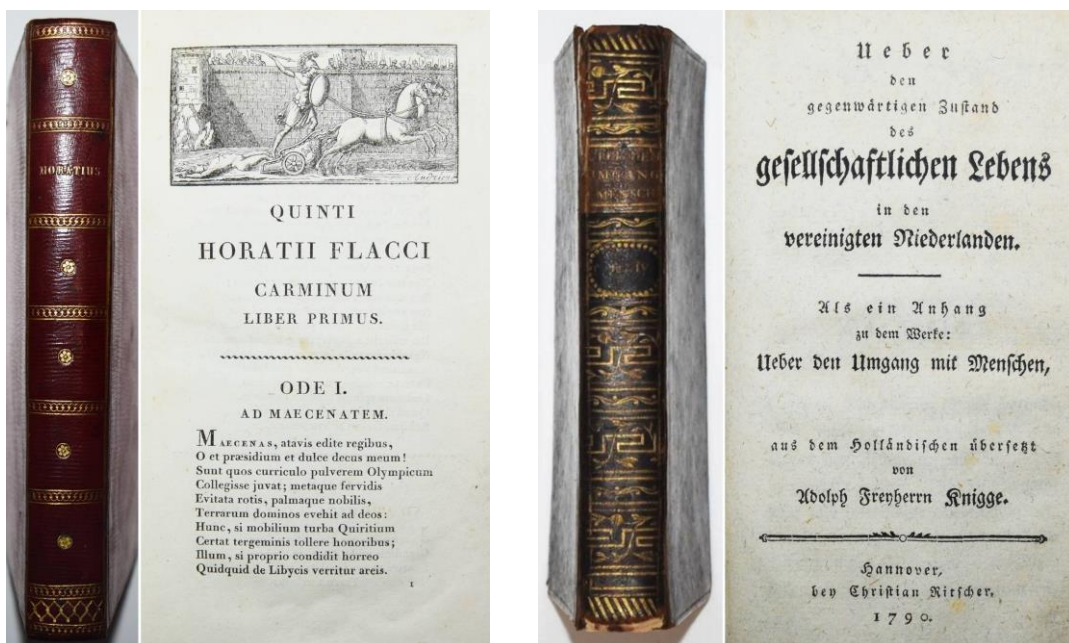 HORATIUS
QUINTI
HORATII FLACCI
CARMINUM
LIBER PRIMUS.
ODE I.
AD MAECENATEM.
MAECENAS, atavis edite regibus,
O et præsidium et dulce decus meum!
Sunt quos curriculo pulverem Olympicum
Collegisse juvat; metaque fervidis
Evitata rotis, palmaque nobilis,
Terrarum dominos evehit ad deos:
Hunc, si mobilium turba Quiritium
Certat tergeminis tollere honoribus;
Illum, si proprio condidit horreo
Quidquid de Libycis verritur areis.
1
UMGANG
MENSCH
Ueber
den
gegenwärtigen Zuſtand
des
geſellſchaftlichen Lebens
in den
vereinigten Niederlanden.
Als ein Anhang
zu dem Werke:
Ueber den Umgang mit Menſchen,
aus dem Holländiſchen überſetzt
von
Adolph Freyherrn Knigge.
Hannover,
bey Chriſtian Ritſcher.
1790.